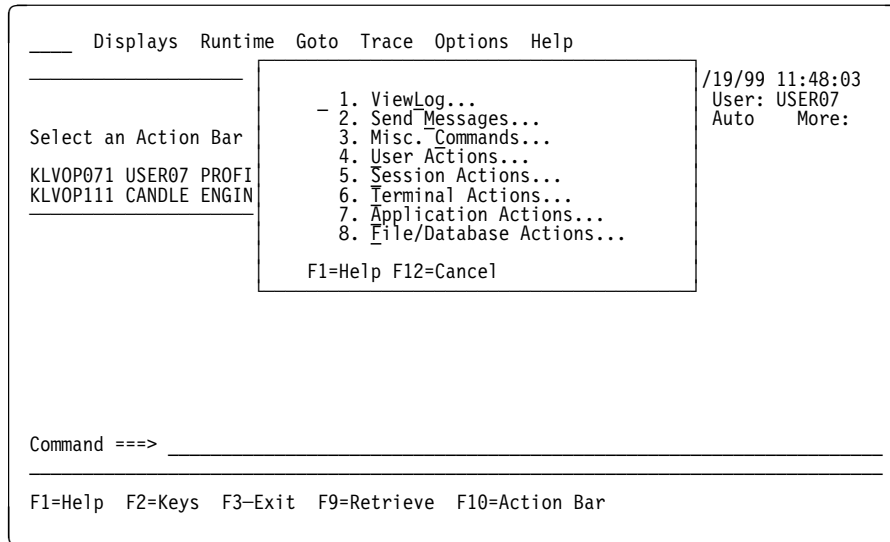 ____ Displays Runtime Goto Trace Options Help
/19/99 11:48:03
_ 1. ViewLog... User: USER07
2. Send Messages... Auto More:
Select an Action Bar 3. Misc. Commands...
4. User Actions...
KLVOP071 USER07 PROFI 5. Session Actions...
KLVOP111 CANDLE ENGIN 6. Terminal Actions...
7. Application Actions...
8. File/Database Actions...
F1=Help F12=Cancel
Command ===>
F1=Help F2=Keys F3—Exit F9=Retrieve F10=Action Bar